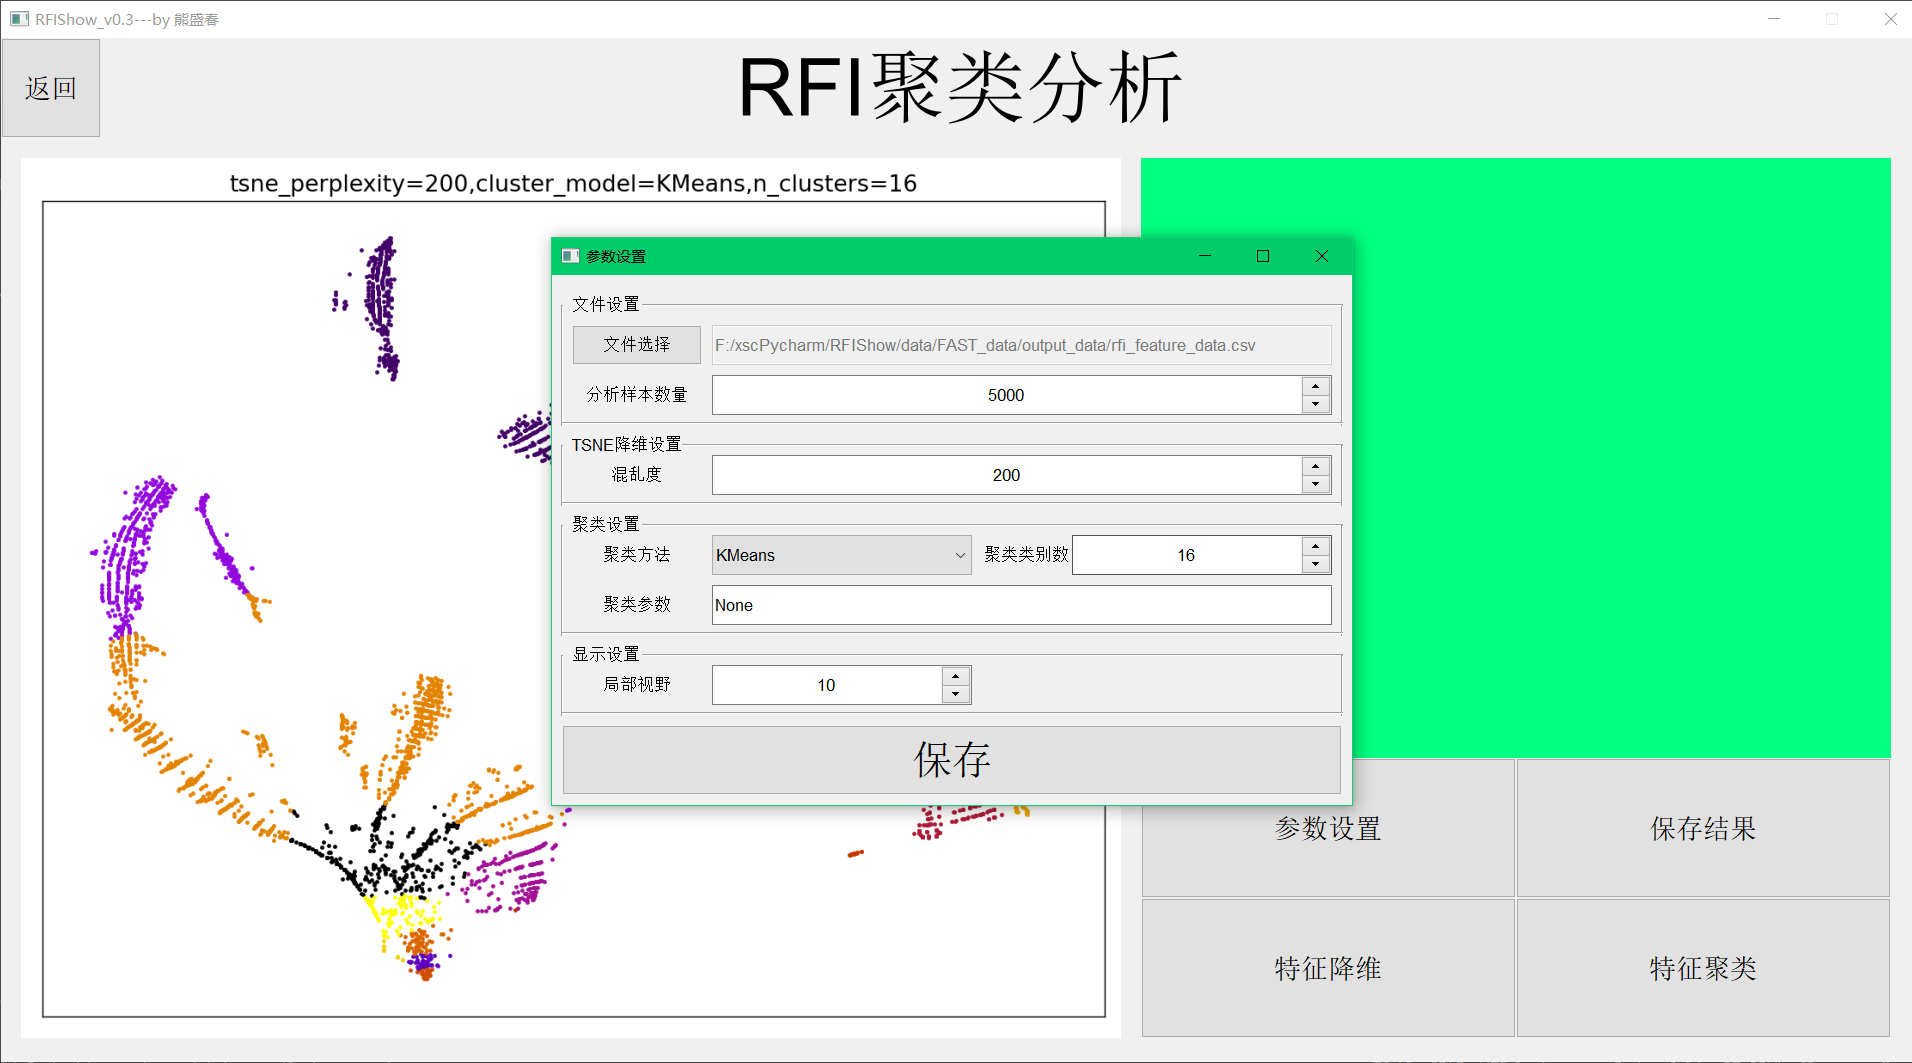 RFIShow_v0.3---by 熊盛春
返回
RFI聚类分析
tsne_perplexity=200,cluster_model=KMeans,n_clusters=16
参数设置
文件设置
文件选择 F:/xscPycharm/RFIShow/data/FAST_data/output_data/rfi_feature_data.csv
分析样本数量 5000
TSNE降维设置
混乱度 200
聚类设置
聚类方法 KMeans 聚类类别数 16
聚类参数 None
显示设置
局部视野 10
保存
参数设置 保存结果
特征降维 特征聚类